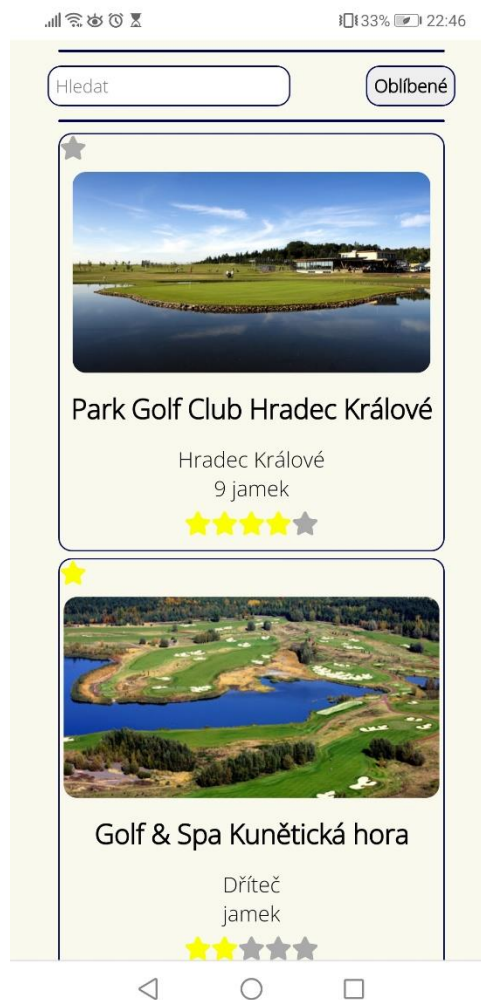 33% 22:46
Hledat
Oblíbené
Park Golf Club Hradec Králové
Hradec Králové
9 jamek
Golf & Spa Kunětická hora
Dříteč
jamek